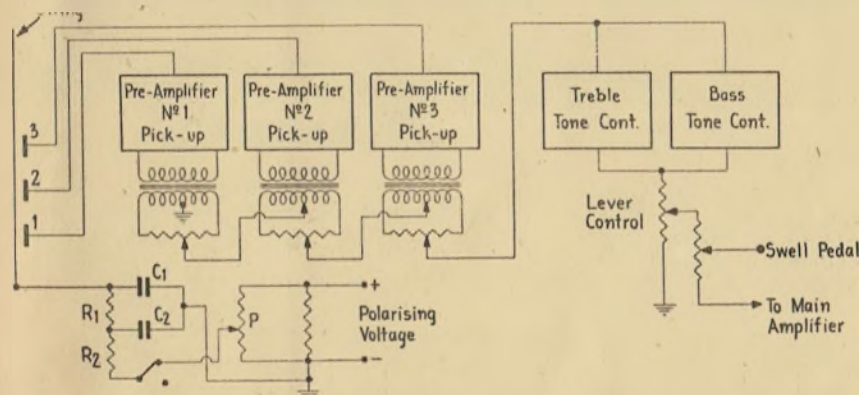 Pre-Amplifier
Nº1
Pick-up
Pre-Amplifier
Nº2
Pick-up
Pre-Amplifier
Nº3
Pick-up
Treble
Tone Cont.
Bass
Tone Cont.
3
2
1
Lever
Control
Swell Pedal
To Main
Amplifier
C1
R1
C2
R2
P
+
Polarising
Voltage
−